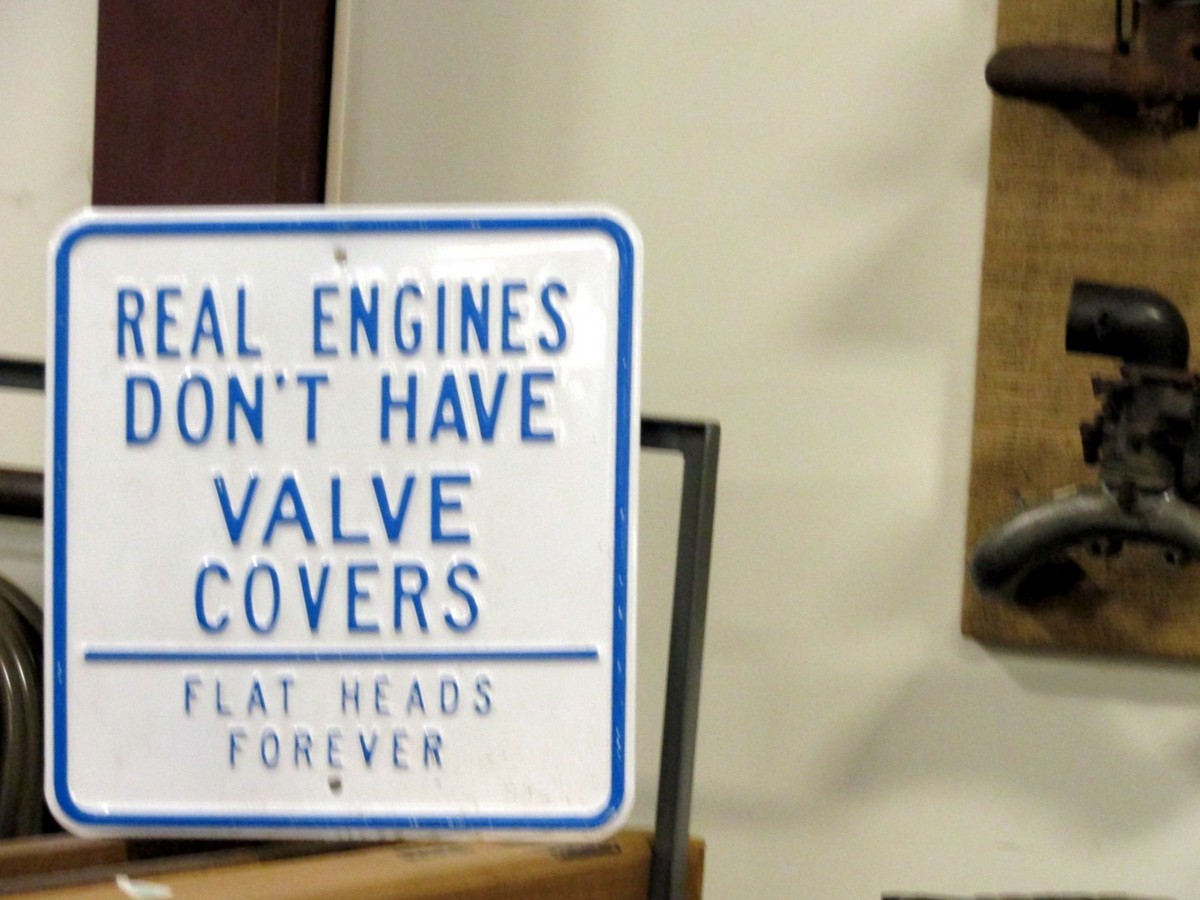 REAL ENGINES
DON'T HAVE
VALVE
COVERS
FLAT HEADS
FOREVER